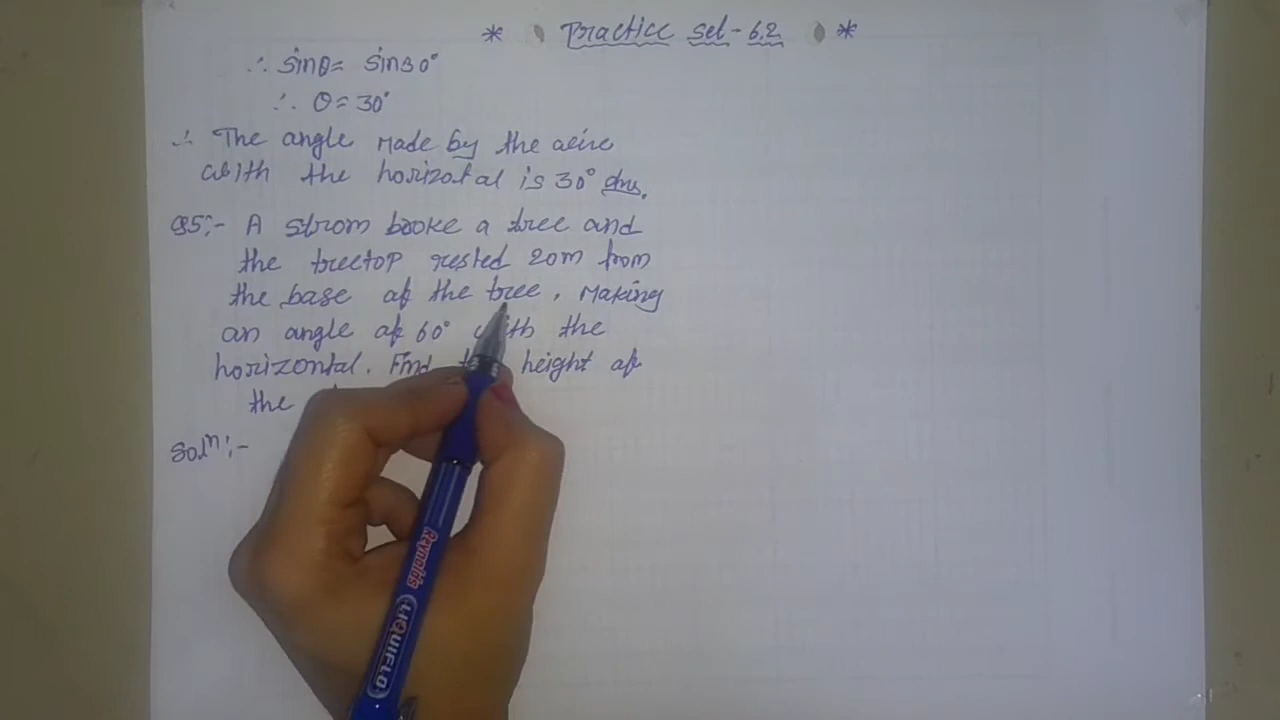 * Practice set - 6.2 *
∴ sinθ = sin30°
∴ θ = 30°
∴ The angle made by the wire
with the horizotal is 30° Ans.
Q5:- A strom broke a tree and
the treetop rested 20m from
the base of the tree, Making
an angle of 60° with the
horizontal. Find the height of
the
Solⁿ:-
Reynolds
LIQUIFLO